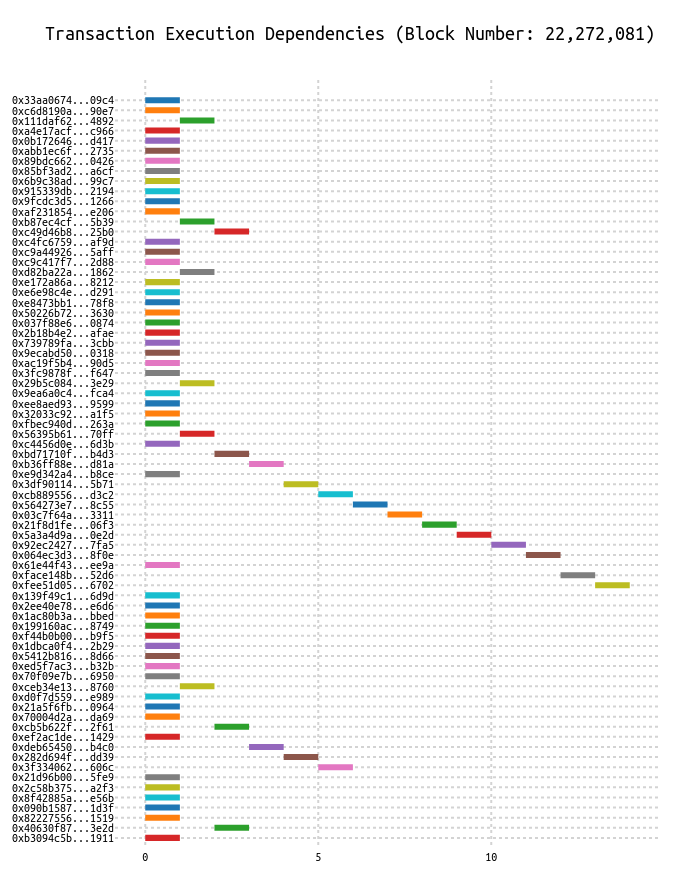 Transaction Execution Dependencies (Block Number: 22,272,081)
0x33aa0674...09c4
0xc6d8190a...90e7
0x111daf62...4892
0xa4e17acf...c966
0x0b172646...d417
0xabb1ec6f...2735
0x89bdc662...0426
0x85bf3ad2...a6cf
0x6b9c38ad...99c7
0x915339db...2194
0x9fcdc3d5...1266
0xaf231854...e206
0xb87ec4cf...5b39
0xc49d46b8...25b0
0xc4fc6759...af9d
0xc9a44926...5aff
0xc9c417f7...2d88
0xd82ba22a...1862
0xe172a86a...8212
0xe6e98c4e...d291
0xe8473bb1...78f8
0x50226b72...3630
0x037f88e6...0874
0x2b18b4e2...afae
0x739789fa...3cbb
0x9ecabd50...0318
0xac19f5b4...90d5
0x3fc9878f...f647
0x29b5c084...3e29
0x9ea6a0c4...fca4
0xee8aed93...9599
0x32033c92...a1f5
0xfbec940d...263a
0x56395b61...70ff
0xc4456d0e...6d3b
0xbd71710f...b4d3
0xb36ff88e...d81a
0xe9d342a4...b8ce
0x3df90114...5b71
0xcb889556...d3c2
0x564273e7...8c55
0x03c7f64a...3311
0x21f8d1fe...06f3
0x5a3a4d9a...0e2d
0x92ec2427...7fa5
0x064ec3d3...8f0e
0x61e44f43...ee9a
0xface148b...52d6
0xfee51d05...6702
0x139f49c1...6d9d
0x2ee40e78...e6d6
0x1ac80b3a...bbed
0x199160ac...8749
0xf44b0b00...b9f5
0x1dbca0f4...2b29
0x5412b816...8d66
0xed5f7ac3...b32b
0x70f09e7b...6950
0xceb34e13...8760
0xd0f7d559...e989
0x21a5f6fb...0964
0x70004d2a...da69
0xcb5b622f...2f61
0xef2ac1de...1429
0xdeb65450...b4c0
0x282d694f...dd39
0x3f334062...606c
0x21d96b00...5fe9
0x2c58b375...a2f3
0x8f42885a...e56b
0x090b1587...1d3f
0x82227556...1519
0x40630f87...3e2d
0xb3094c5b...1911
0 5 10